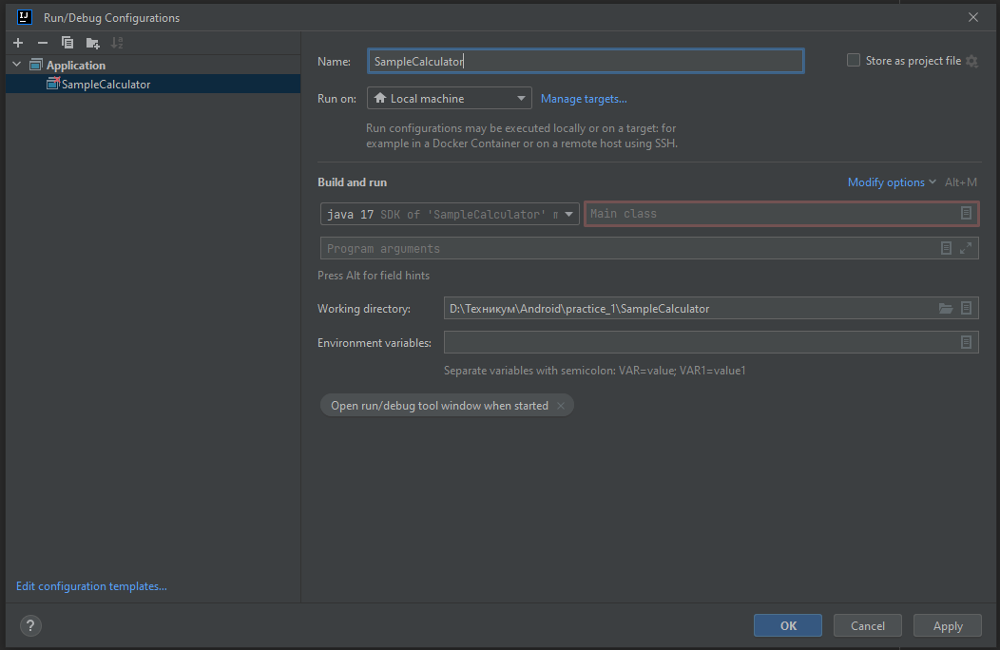 Run/Debug Configurations
Application
SampleCalculator
Name: SampleCalculator
Store as project file
Run on: Local machine Manage targets...
Run configurations may be executed locally or on a target: for
example in a Docker Container or on a remote host using SSH.
Build and run
Modify options Alt+M
java 17 SDK of 'SampleCalculator' m
Main class
Program arguments
Press Alt for field hints
Working directory: D:\Техникум\Android\practice_1\SampleCalculator
Environment variables:
Separate variables with semicolon: VAR=value; VAR1=value1
Open run/debug tool window when started
Edit configuration templates...
?
OK Cancel Apply